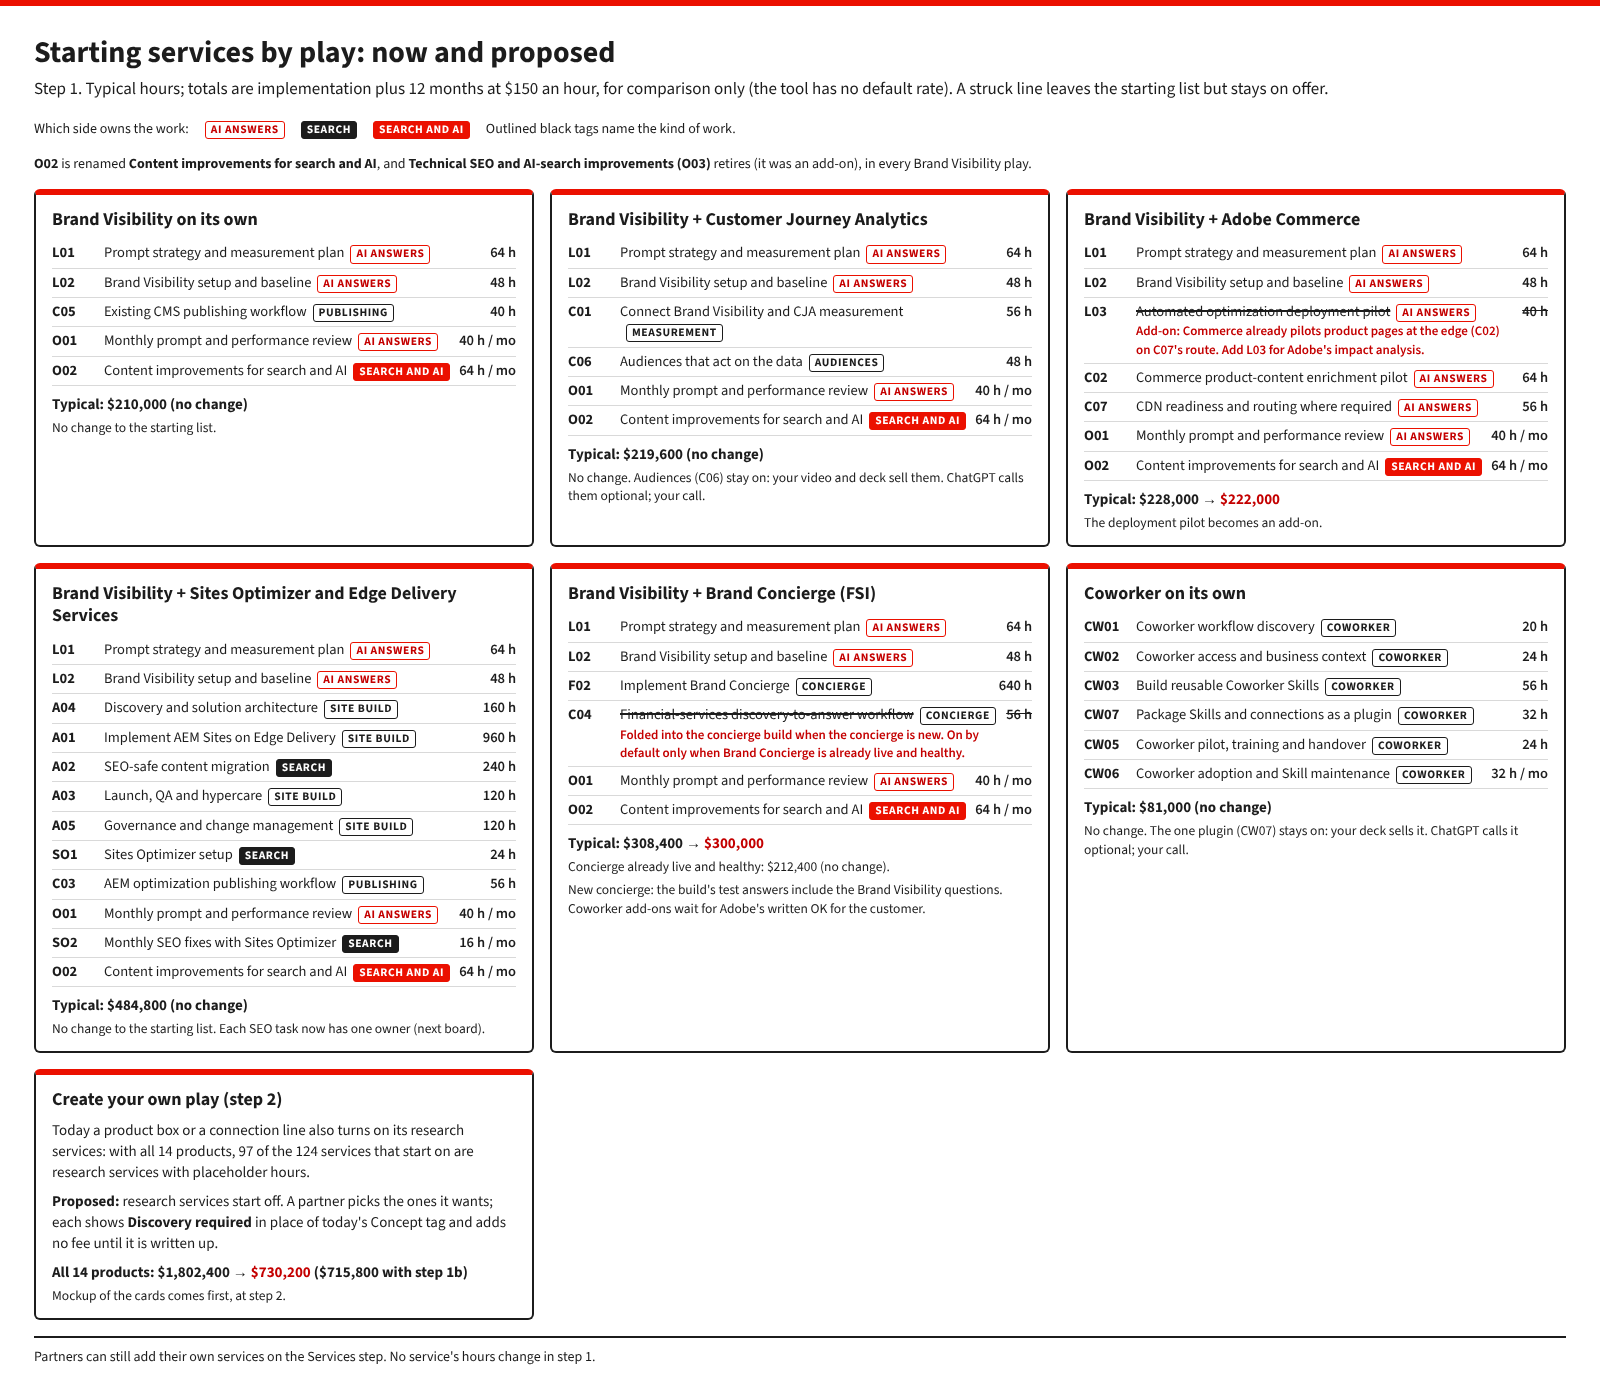 Starting services by play: now and proposed
Step 1. Typical hours; totals are implementation plus 12 months at $150 an hour, for comparison only (the tool has no default rate). A struck line leaves the starting list but stays on offer.
Which side owns the work: AI ANSWERS SEARCH SEARCH AND AI Outlined black tags name the kind of work.
O02 is renamed Content improvements for search and AI, and Technical SEO and AI-search improvements (O03) retires (it was an add-on), in every Brand Visibility play.
Brand Visibility on its own
L01 Prompt strategy and measurement plan AI ANSWERS 64 h
L02 Brand Visibility setup and baseline AI ANSWERS 48 h
C05 Existing CMS publishing workflow PUBLISHING 40 h
O01 Monthly prompt and performance review AI ANSWERS 40 h / mo
O02 Content improvements for search and AI SEARCH AND AI 64 h / mo
Typical: $210,000 (no change)
No change to the starting list.
Brand Visibility + Customer Journey Analytics
L01 Prompt strategy and measurement plan AI ANSWERS 64 h
L02 Brand Visibility setup and baseline AI ANSWERS 48 h
C01 Connect Brand Visibility and CJA measurement 56 h
MEASUREMENT
C06 Audiences that act on the data AUDIENCES 48 h
O01 Monthly prompt and performance review AI ANSWERS 40 h / mo
O02 Content improvements for search and AI SEARCH AND AI 64 h / mo
Typical: $219,600 (no change)
No change. Audiences (C06) stay on: your video and deck sell them. ChatGPT calls
them optional; your call.
Brand Visibility + Adobe Commerce
L01 Prompt strategy and measurement plan AI ANSWERS 64 h
L02 Brand Visibility setup and baseline AI ANSWERS 48 h
L03 Automated optimization deployment pilot AI ANSWERS 40 h
Add-on: Commerce already pilots product pages at the edge (C02)
on C07's route. Add L03 for Adobe's impact analysis.
C02 Commerce product-content enrichment pilot AI ANSWERS 64 h
C07 CDN readiness and routing where required AI ANSWERS 56 h
O01 Monthly prompt and performance review AI ANSWERS 40 h / mo
O02 Content improvements for search and AI SEARCH AND AI 64 h / mo
Typical: $228,000 → $222,000
The deployment pilot becomes an add-on.
Brand Visibility + Sites Optimizer and Edge Delivery
Services
L01 Prompt strategy and measurement plan AI ANSWERS 64 h
L02 Brand Visibility setup and baseline AI ANSWERS 48 h
A04 Discovery and solution architecture SITE BUILD 160 h
A01 Implement AEM Sites on Edge Delivery SITE BUILD 960 h
A02 SEO-safe content migration SEARCH 240 h
A03 Launch, QA and hypercare SITE BUILD 120 h
A05 Governance and change management SITE BUILD 120 h
SO1 Sites Optimizer setup SEARCH 24 h
C03 AEM optimization publishing workflow PUBLISHING 56 h
O01 Monthly prompt and performance review AI ANSWERS 40 h / mo
SO2 Monthly SEO fixes with Sites Optimizer SEARCH 16 h / mo
O02 Content improvements for search and AI SEARCH AND AI 64 h / mo
Typical: $484,800 (no change)
No change to the starting list. Each SEO task now has one owner (next board).
Brand Visibility + Brand Concierge (FSI)
L01 Prompt strategy and measurement plan AI ANSWERS 64 h
L02 Brand Visibility setup and baseline AI ANSWERS 48 h
F02 Implement Brand Concierge CONCIERGE 640 h
C04 Financial-services discovery-to-answer workflow CONCIERGE 56 h
Folded into the concierge build when the concierge is new. On by
default only when Brand Concierge is already live and healthy.
O01 Monthly prompt and performance review AI ANSWERS 40 h / mo
O02 Content improvements for search and AI SEARCH AND AI 64 h / mo
Typical: $308,400 → $300,000
Concierge already live and healthy: $212,400 (no change).
New concierge: the build's test answers include the Brand Visibility questions.
Coworker add-ons wait for Adobe's written OK for the customer.
Coworker on its own
CW01 Coworker workflow discovery COWORKER 20 h
CW02 Coworker access and business context COWORKER 24 h
CW03 Build reusable Coworker Skills COWORKER 56 h
CW07 Package Skills and connections as a plugin COWORKER 32 h
CW05 Coworker pilot, training and handover COWORKER 24 h
CW06 Coworker adoption and Skill maintenance COWORKER 32 h / mo
Typical: $81,000 (no change)
No change. The one plugin (CW07) stays on: your deck sells it. ChatGPT calls it
optional; your call.
Create your own play (step 2)
Today a product box or a connection line also turns on its research
services: with all 14 products, 97 of the 124 services that start on are
research services with placeholder hours.
Proposed: research services start off. A partner picks the ones it wants;
each shows Discovery required in place of today's Concept tag and adds
no fee until it is written up.
All 14 products: $1,802,400 → $730,200 ($715,800 with step 1b)
Mockup of the cards comes first, at step 2.
Partners can still add their own services on the Services step. No service's hours change in step 1.